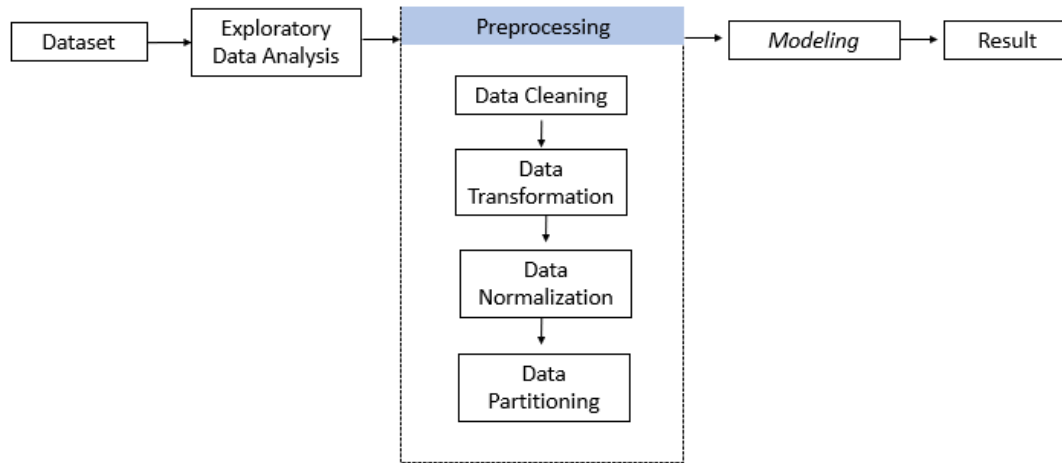 Dataset
Exploratory
Data Analysis
Preprocessing
Data Cleaning
Data
Transformation
Data
Normalization
Data
Partitioning
Modeling
Result